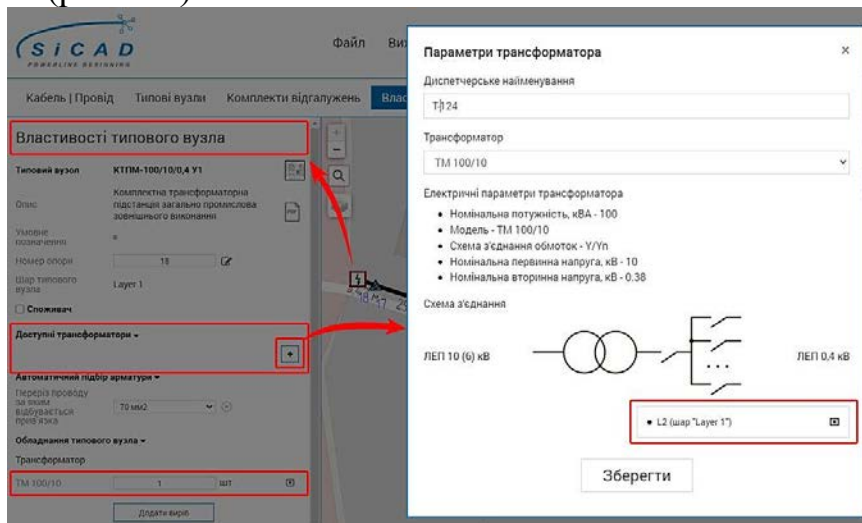 SiCAD
POWERLINE DESIGNING
Файл
Кабель | Провід Типові вузли Комплекти відгалужень Влас
Властивості типового вузла
Типовий вузол КТПМ-100/10/0,4 У1
Опис Комплектна трансформаторна
підстанція загально промислова
зовнішнього виконання
Умовне
позначення
Номер опори 18
Шар типового
вузла Layer 1
Споживач
Доступні трансформатори
+
Автоматичний підбір арматури
Переріз проводу
за яким
відбувається
прив'язка 70 мм2
Обладнання типового вузла
Трансформатор
ТМ 100/10 1 шт
Додати виріб
18
Параметри трансформатора ×
Диспетчерське найменування
Т-124
Трансформатор
ТМ 100/10
Електричні параметри трансформатора
• Номінальна потужність, кВА - 100
• Модель - ТМ 100/10
• Схема з'єднання обмоток - Y/Yn
• Номінальна первинна напруга, кВ - 10
• Номінальна вторинна напруга, кВ - 0.38
Схема з'єднання
ЛЕП 10 (6) кВ ... ЛЕП 0,4 кВ
• L2 (шар "Layer 1")
Зберегти